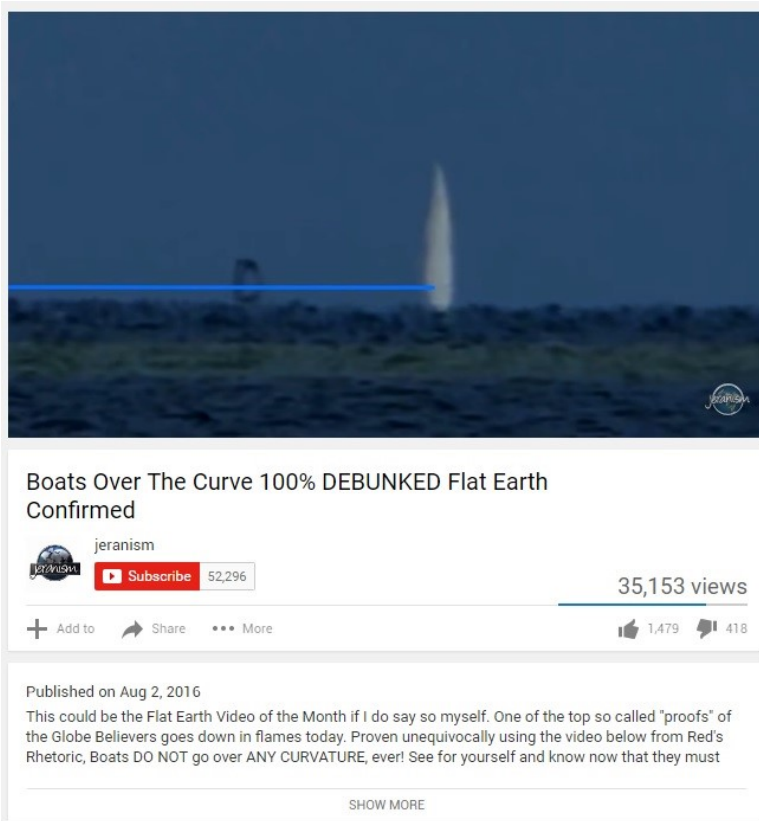 jeranism
Boats Over The Curve 100% DEBUNKED Flat Earth
Confirmed
jeranism
jeranism
Subscribe 52,296
35,153 views
Add to Share More 1,479 418
Published on Aug 2, 2016
This could be the Flat Earth Video of the Month if I do say so myself. One of the top so called "proofs" of
the Globe Believers goes down in flames today. Proven unequivocally using the video below from Red's
Rhetoric, Boats DO NOT go over ANY CURVATURE, ever! See for yourself and know now that they must
SHOW MORE